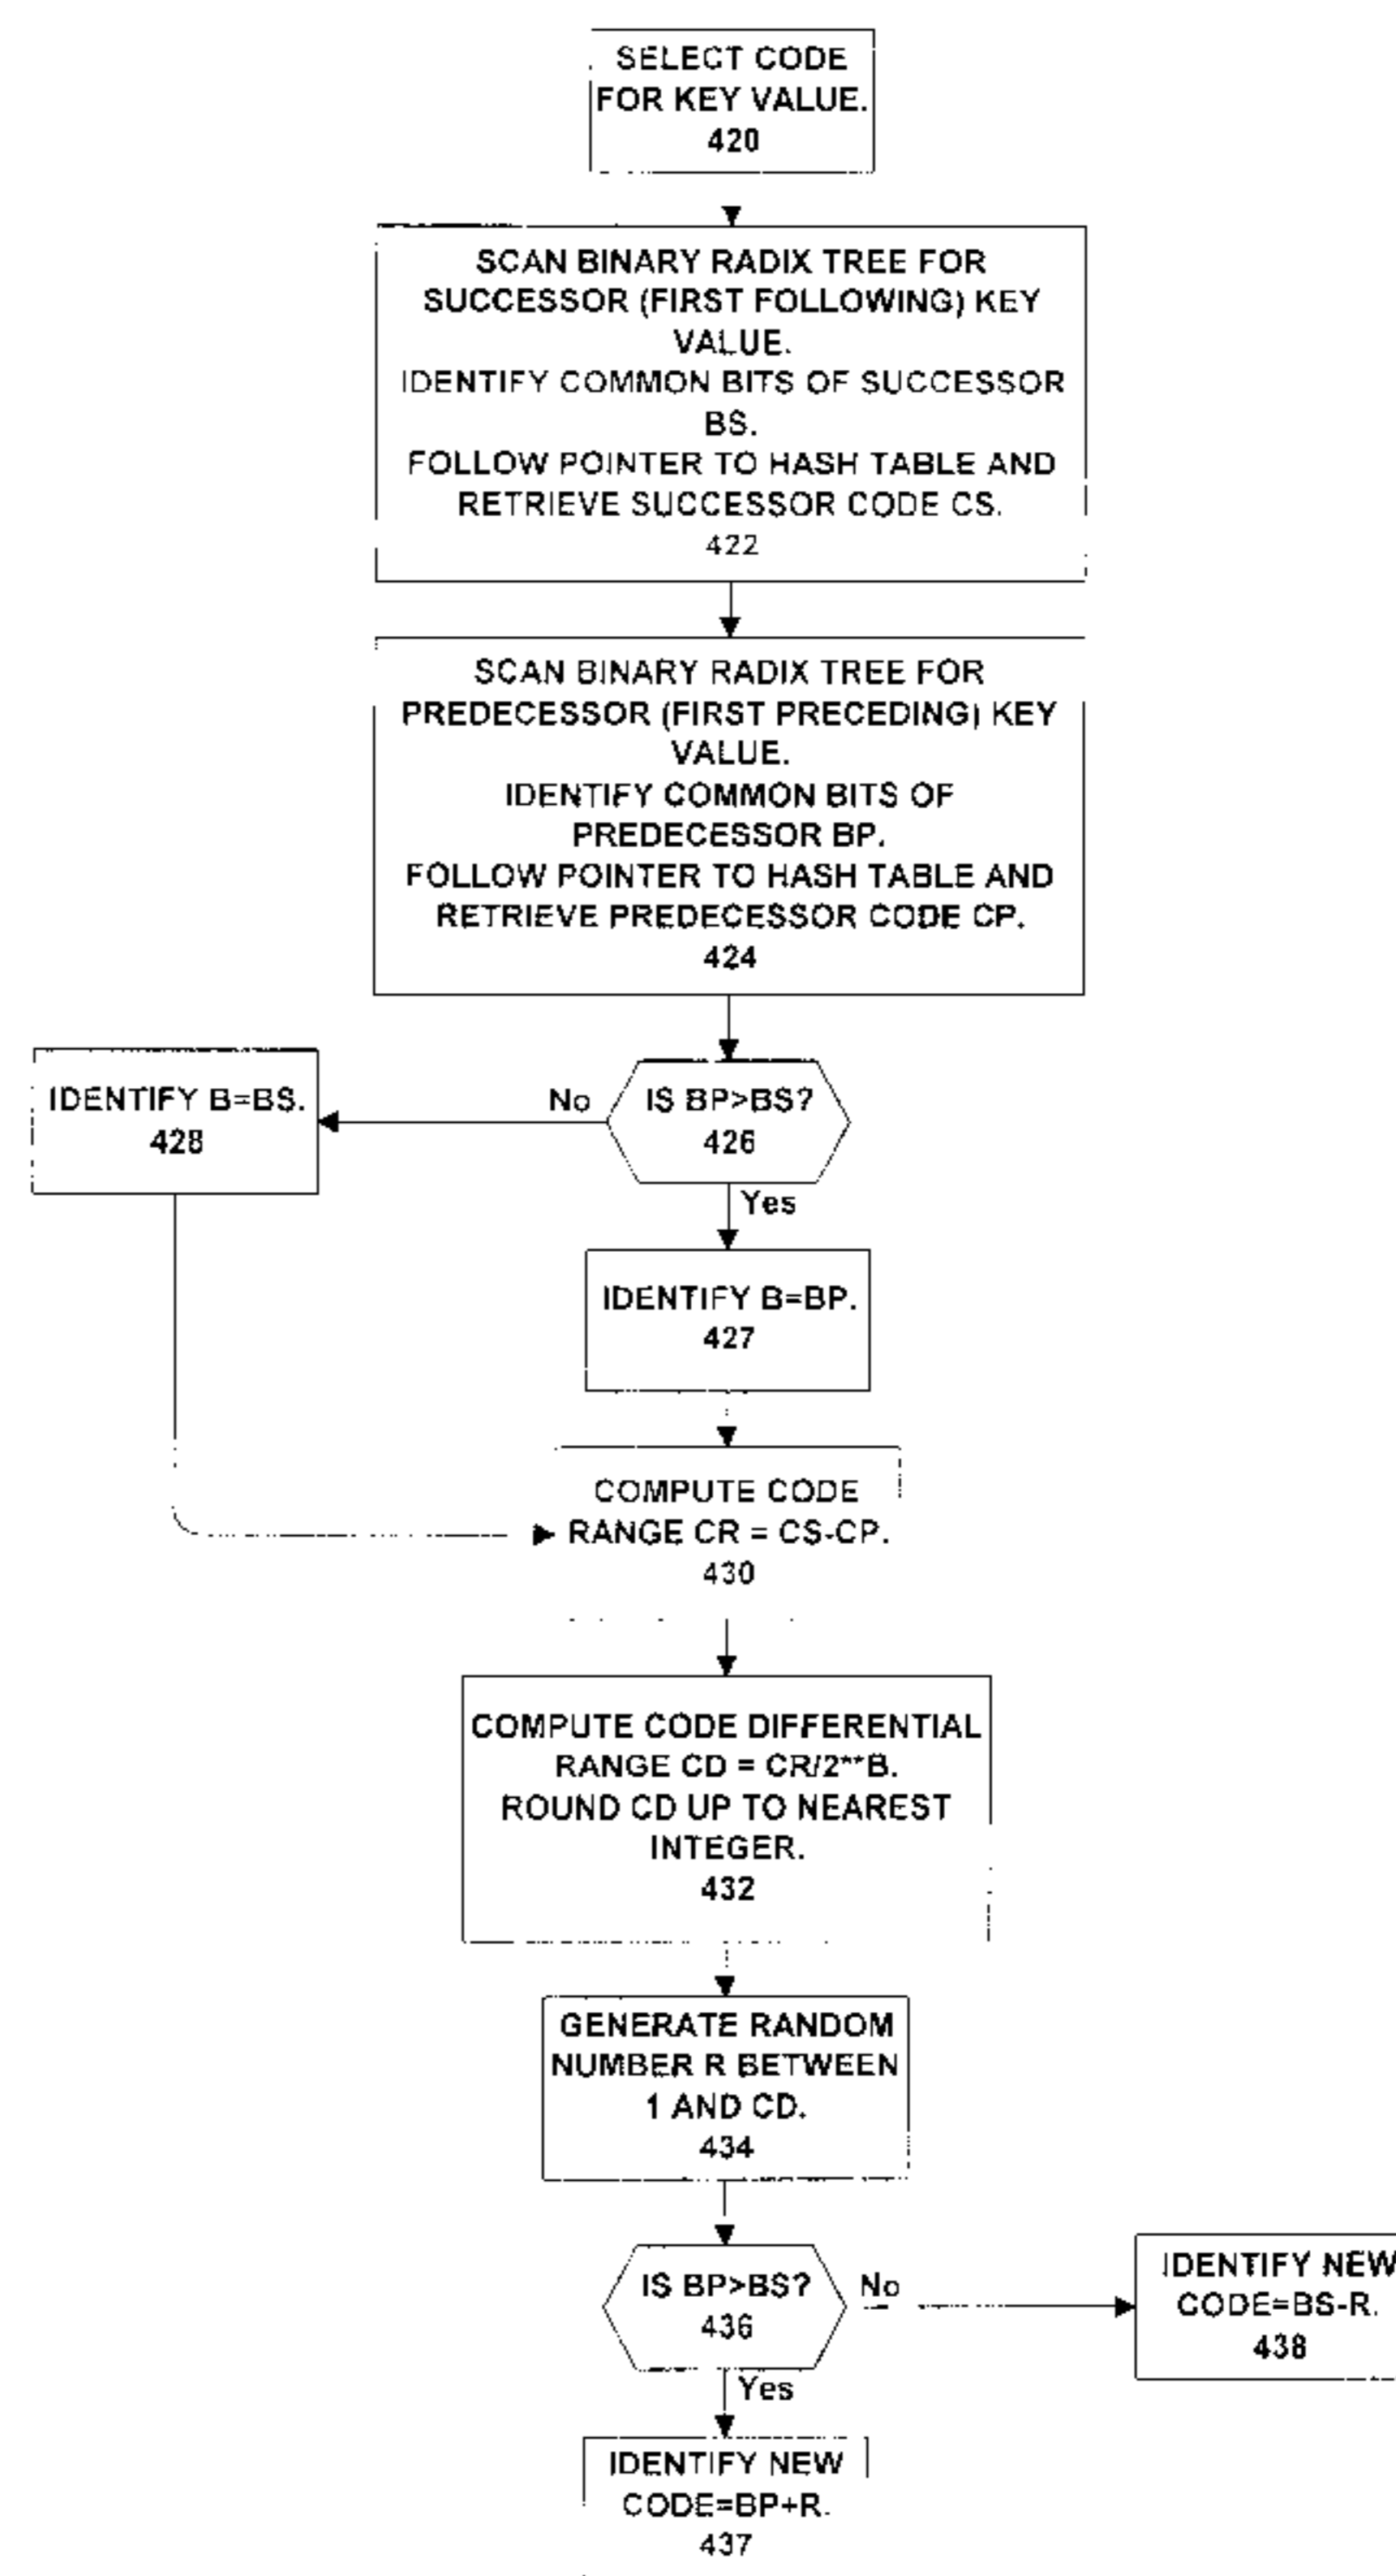 SELECT CODE
FOR KEY VALUE.
420
SCAN BINARY RADIX TREE FOR
SUCCESSOR (FIRST FOLLOWING) KEY
VALUE.
IDENTIFY COMMON BITS OF SUCCESSOR
BS.
FOLLOW POINTER TO HASH TABLE AND
RETRIEVE SUCCESSOR CODE CS.
422
SCAN BINARY RADIX TREE FOR
PREDECESSOR (FIRST PRECEDING) KEY
VALUE.
IDENTIFY COMMON BITS OF
PREDECESSOR BP.
FOLLOW POINTER TO HASH TABLE AND
RETRIEVE PREDECESSOR CODE CP.
424
IDENTIFY B=BS.
428
No
IS BP>BS?
426
Yes
IDENTIFY B=BP.
427
COMPUTE CODE
RANGE CR = CS-CP.
430
COMPUTE CODE DIFFERENTIAL
RANGE CD = CR/2**B.
ROUND CD UP TO NEAREST
INTEGER.
432
GENERATE RANDOM
NUMBER R BETWEEN
1 AND CD.
434
IS BP>BS?
436
No
IDENTIFY NEW
CODE=BS-R.
438
Yes
IDENTIFY NEW
CODE=BP+R.
437